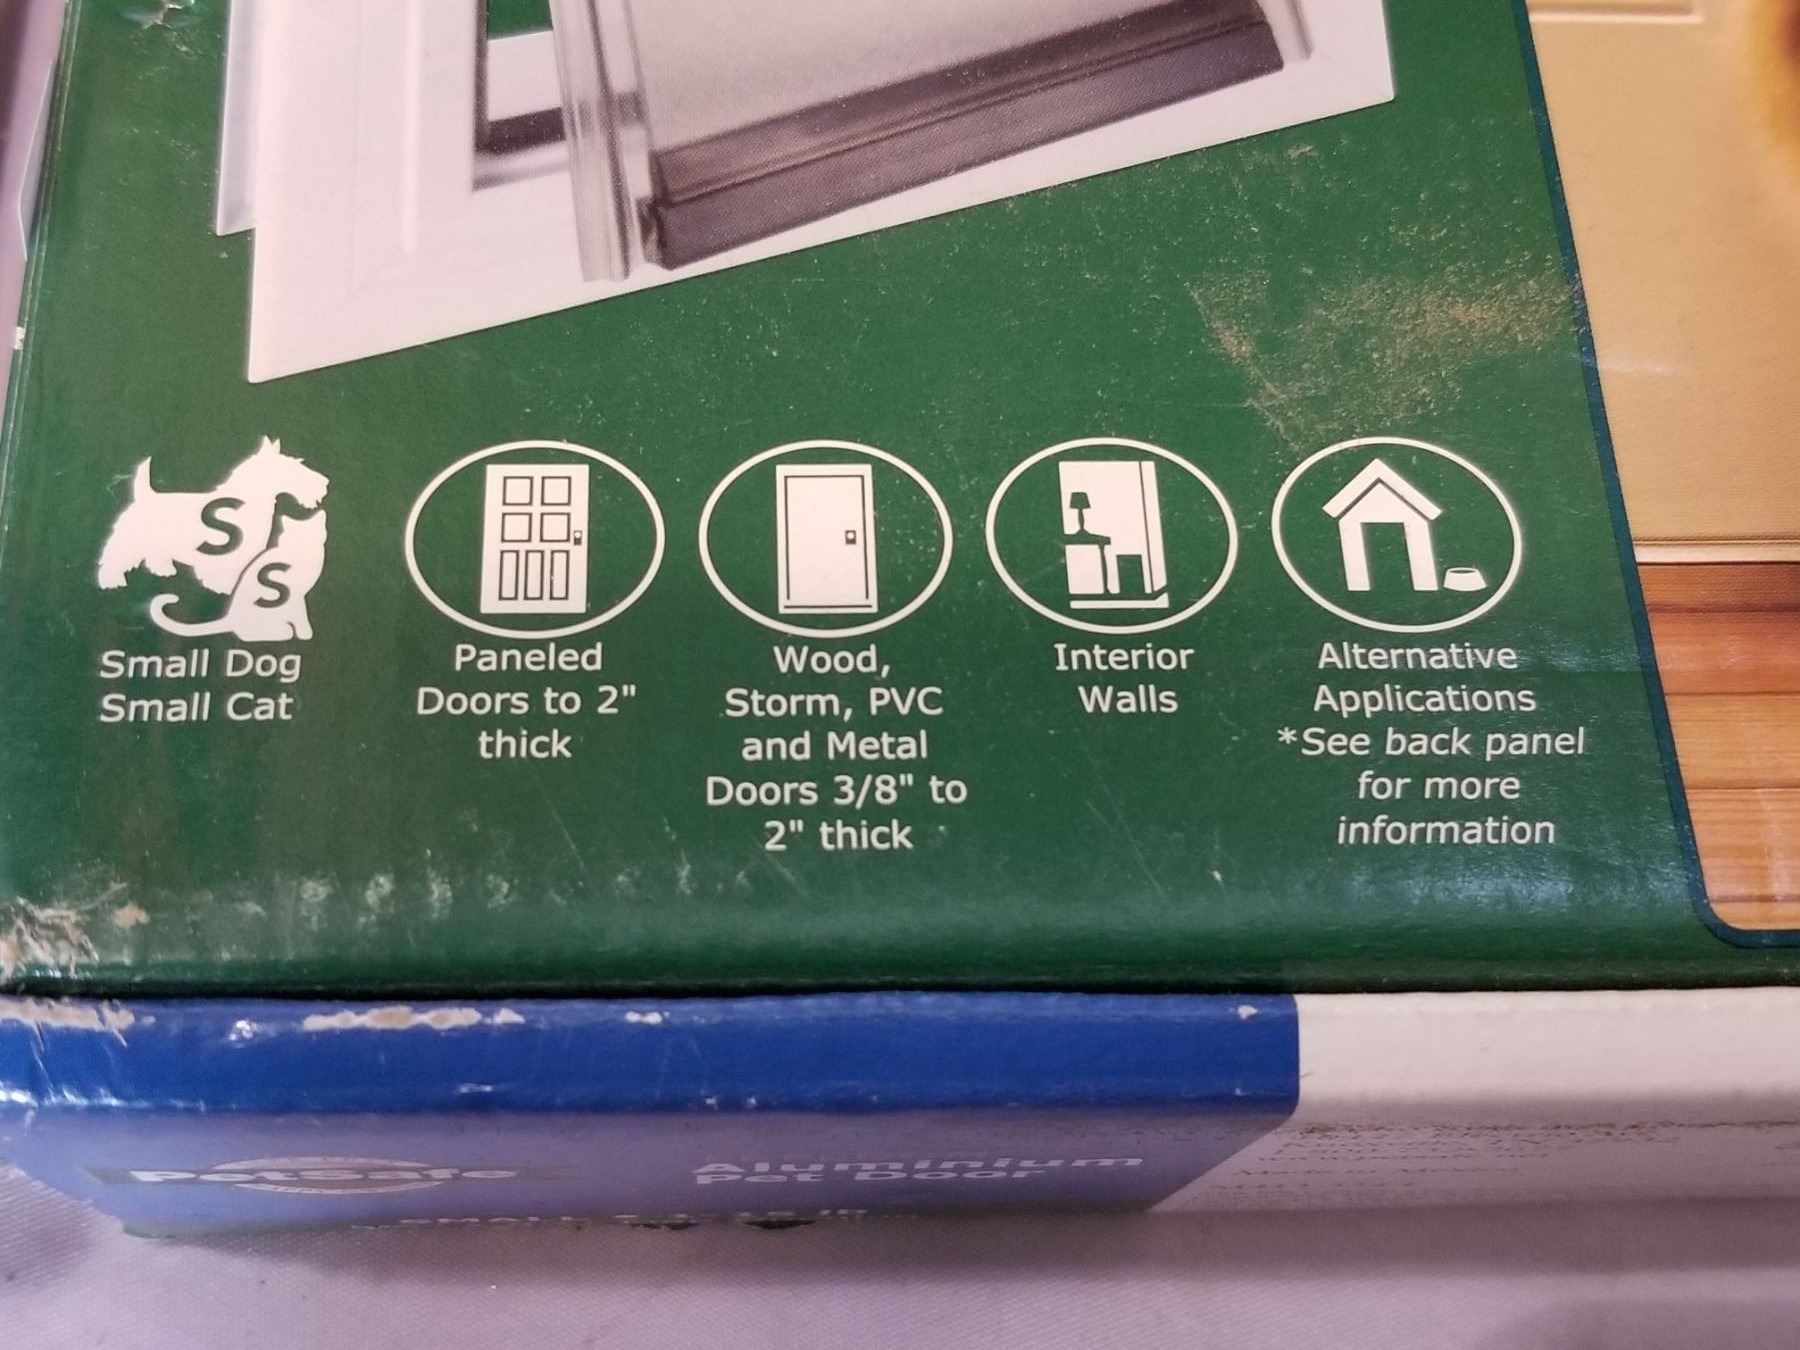 S
S
Small Dog
Small Cat
Paneled
Doors to 2"
thick
Wood,
Storm, PVC
and Metal
Doors 3/8" to
2" thick
Interior
Walls
Alternative
Applications
*See back panel
for more
information
PetSafe
Aluminium
Pet Door